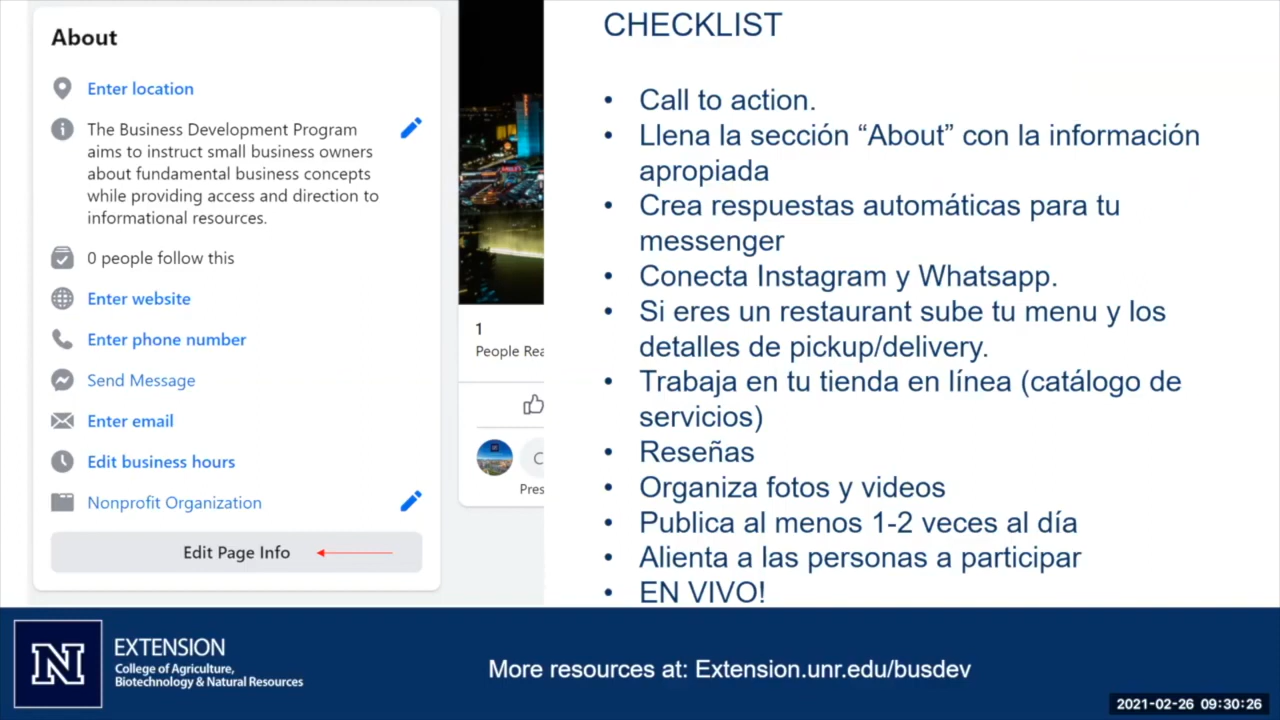 About
Enter location
The Business Development Program
aims to instruct small business owners
about fundamental business concepts
while providing access and direction to
informational resources.
0 people follow this
Enter website
Enter phone number
Send Message
Enter email
Edit business hours
Nonprofit Organization
Edit Page Info
1
People Rea
C
Pres
CHECKLIST
• Call to action.
• Llena la sección “About” con la información
apropiada
• Crea respuestas automáticas para tu
messenger
• Conecta Instagram y Whatsapp.
• Si eres un restaurant sube tu menu y los
detalles de pickup/delivery.
• Trabaja en tu tienda en línea (catálogo de
servicios)
• Reseñas
• Organiza fotos y videos
• Publica al menos 1-2 veces al día
• Alienta a las personas a participar
• EN VIVO!
N
EXTENSION
College of Agriculture,
Biotechnology & Natural Resources
More resources at: Extension.unr.edu/busdev
2021-02-26 09:30:26